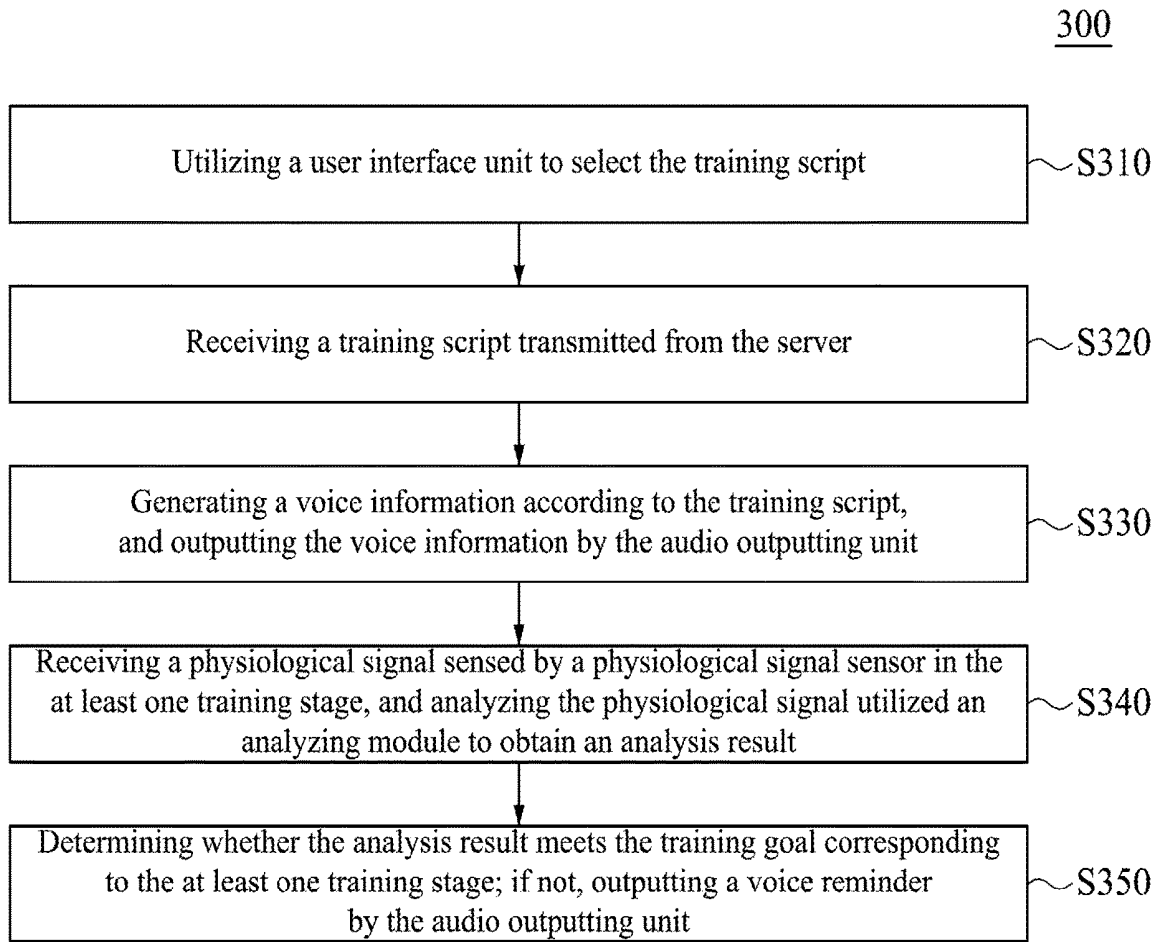 300
Utilizing a user interface unit to select the training script
S310
Receiving a training script transmitted from the server
S320
Generating a voice information according to the training script,
and outputting the voice information by the audio outputting unit
S330
Receiving a physiological signal sensed by a physiological signal sensor in the
at least one training stage, and analyzing the physiological signal utilized an
analyzing module to obtain an analysis result
S340
Determining whether the analysis result meets the training goal corresponding
to the at least one training stage; if not, outputting a voice reminder
by the audio outputting unit
S350